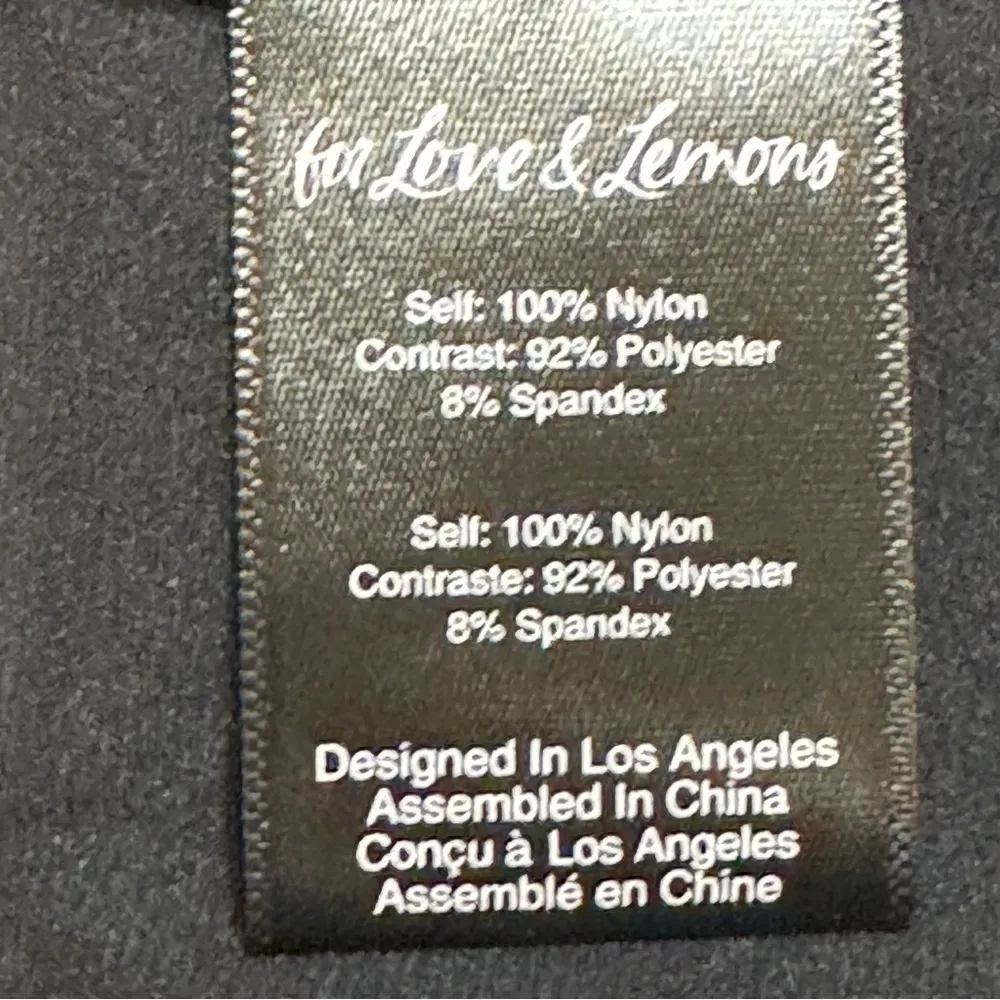 for Love & Lemons
Self: 100% Nylon
Contrast: 92% Polyester
8% Spandex
Self: 100% Nylon
Contraste: 92% Polyester
8% Spandex
Designed In Los Angeles
Assembled In China
Conçu à Los Angeles
Assemblé en Chine